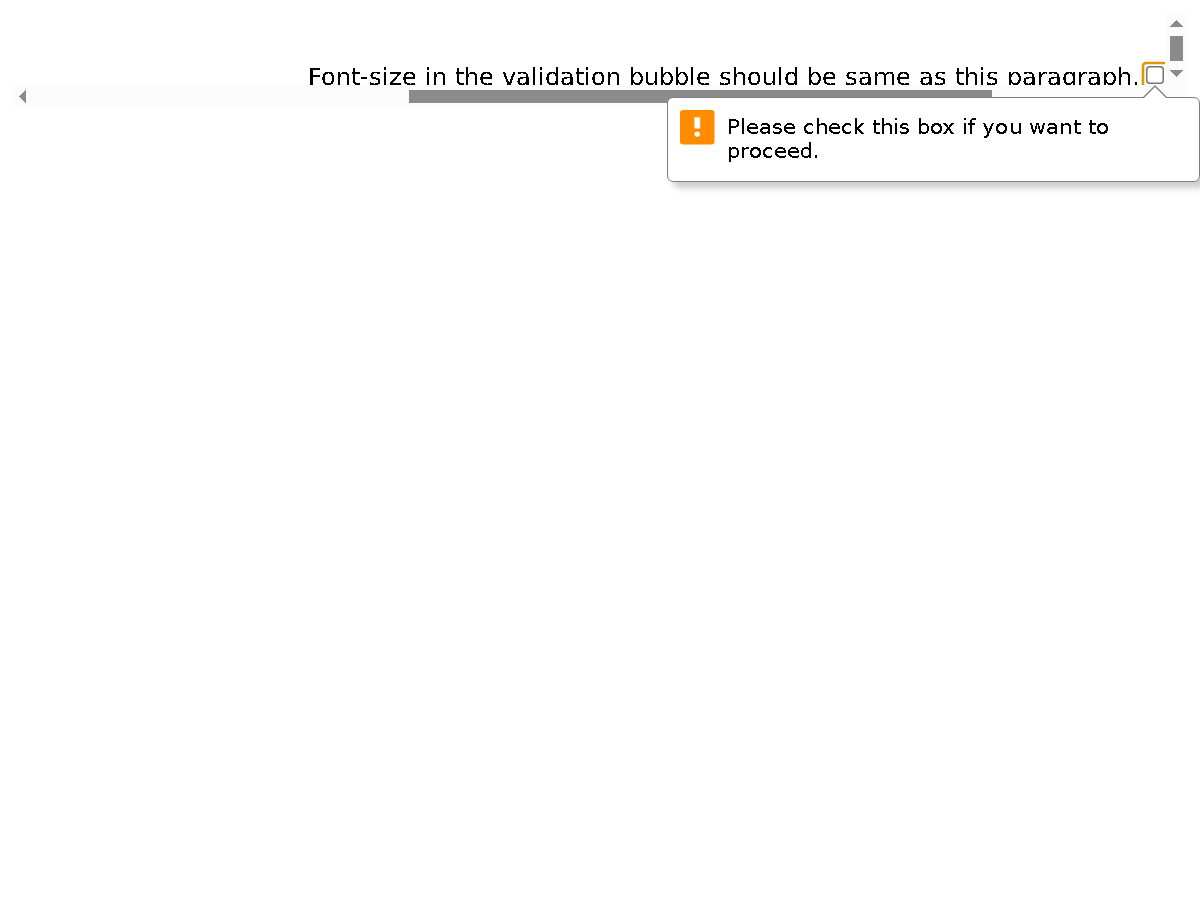 Font-size in the validation bubble should be same as this paragraph.
Please check this box if you want to
proceed.